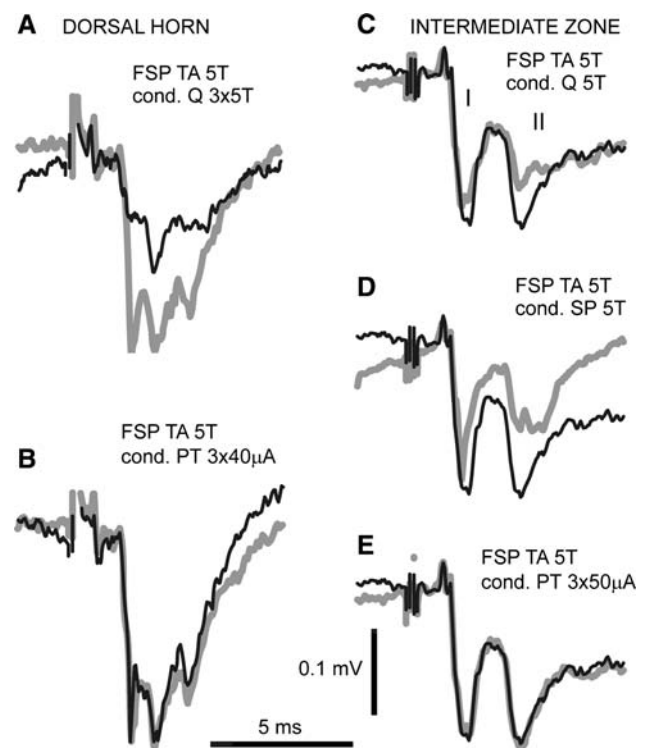 A DORSAL HORN
FSP TA 5T
cond. Q 3x5T
B
FSP TA 5T
cond. PT 3x40µA
5 ms
C INTERMEDIATE ZONE
FSP TA 5T
cond. Q 5T
I
II
D
FSP TA 5T
cond. SP 5T
E
FSP TA 5T
cond. PT 3x50µA
0.1 mV